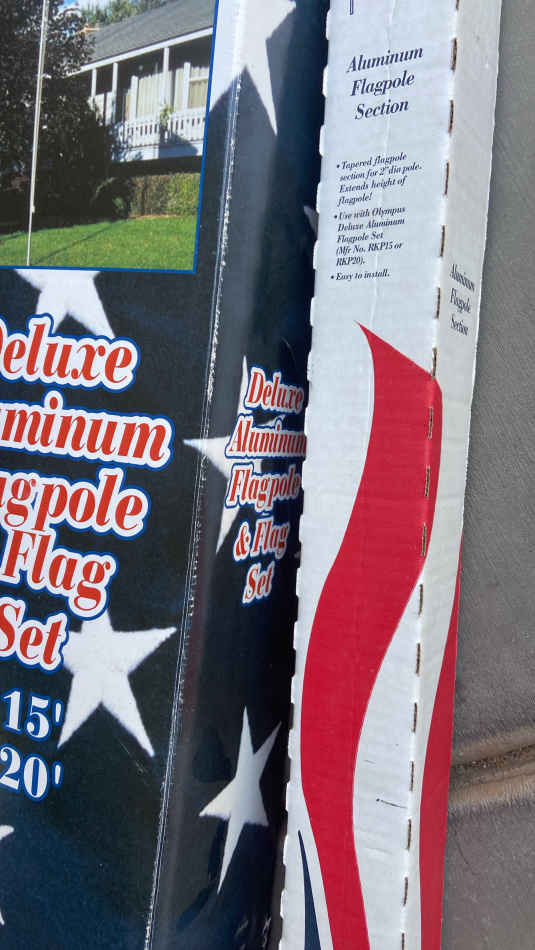 Deluxe
uminum
agpole
Flag
Set
15'
20'
Deluxe
Aluminum
Flagpole
& Flag
Set
Aluminum
Flagpole
Section
• Tapered flagpole
section for 2" dia pole.
Extends height of
flagpole!
• Use with Olympus
Deluxe Aluminum
Flagpole Set
(Mfr No. RKP15 or
RKP20).
• Easy to install.
Aluminum
Flagpole
Section